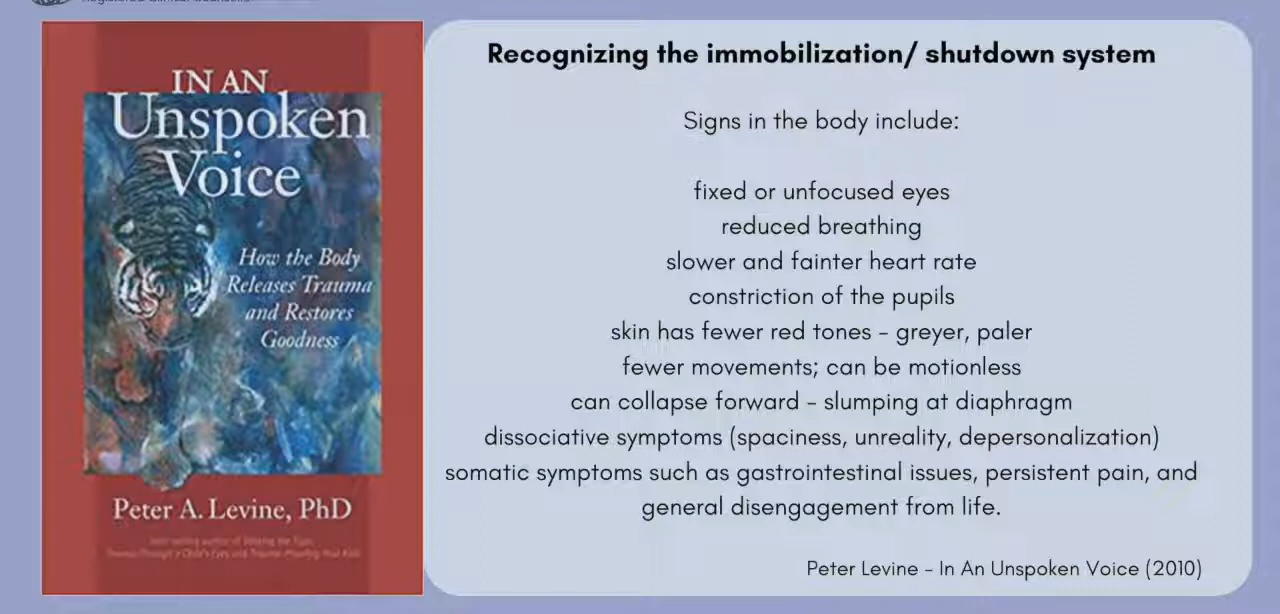 IN AN
Unspoken
Voice
How the Body
Releases Trauma
and Restores
Goodness
Peter A. Levine, PhD
Recognizing the immobilization/ shutdown system
Signs in the body include:
fixed or unfocused eyes
reduced breathing
slower and fainter heart rate
constriction of the pupils
skin has fewer red tones - greyer, paler
fewer movements; can be motionless
can collapse forward - slumping at diaphragm
dissociative symptoms (spaciness, unreality, depersonalization)
somatic symptoms such as gastrointestinal issues, persistent pain, and
general disengagement from life.
Peter Levine - In An Unspoken Voice (2010)